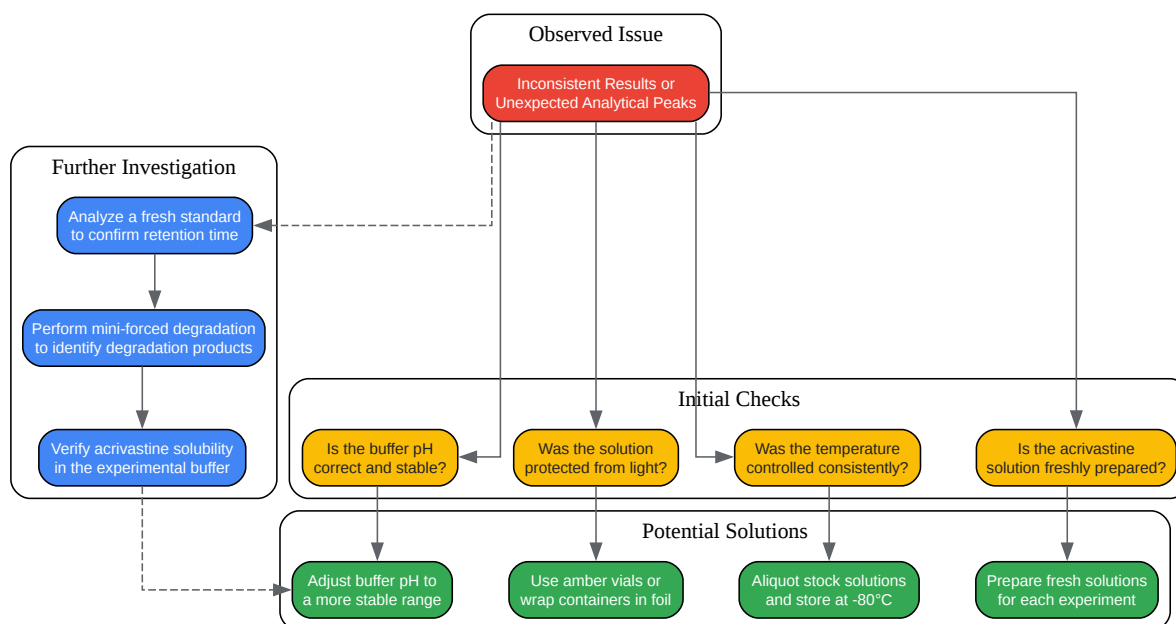 Observed Issue
Inconsistent Results or
Unexpected Analytical Peaks
Further Investigation
Analyze a fresh standard
to confirm retention time
Perform mini-forced degradation
to identify degradation products
Verify acrivastine solubility
in the experimental buffer
Initial Checks
Is the buffer pH
correct and stable?
Was the solution
protected from light?
Was the temperature
controlled consistently?
Is the acrivastine
solution freshly prepared?
Potential Solutions
Adjust buffer pH to
a more stable range
Use amber vials or
wrap containers in foil
Aliquot stock solutions
and store at -80°C
Prepare fresh solutions
for each experiment